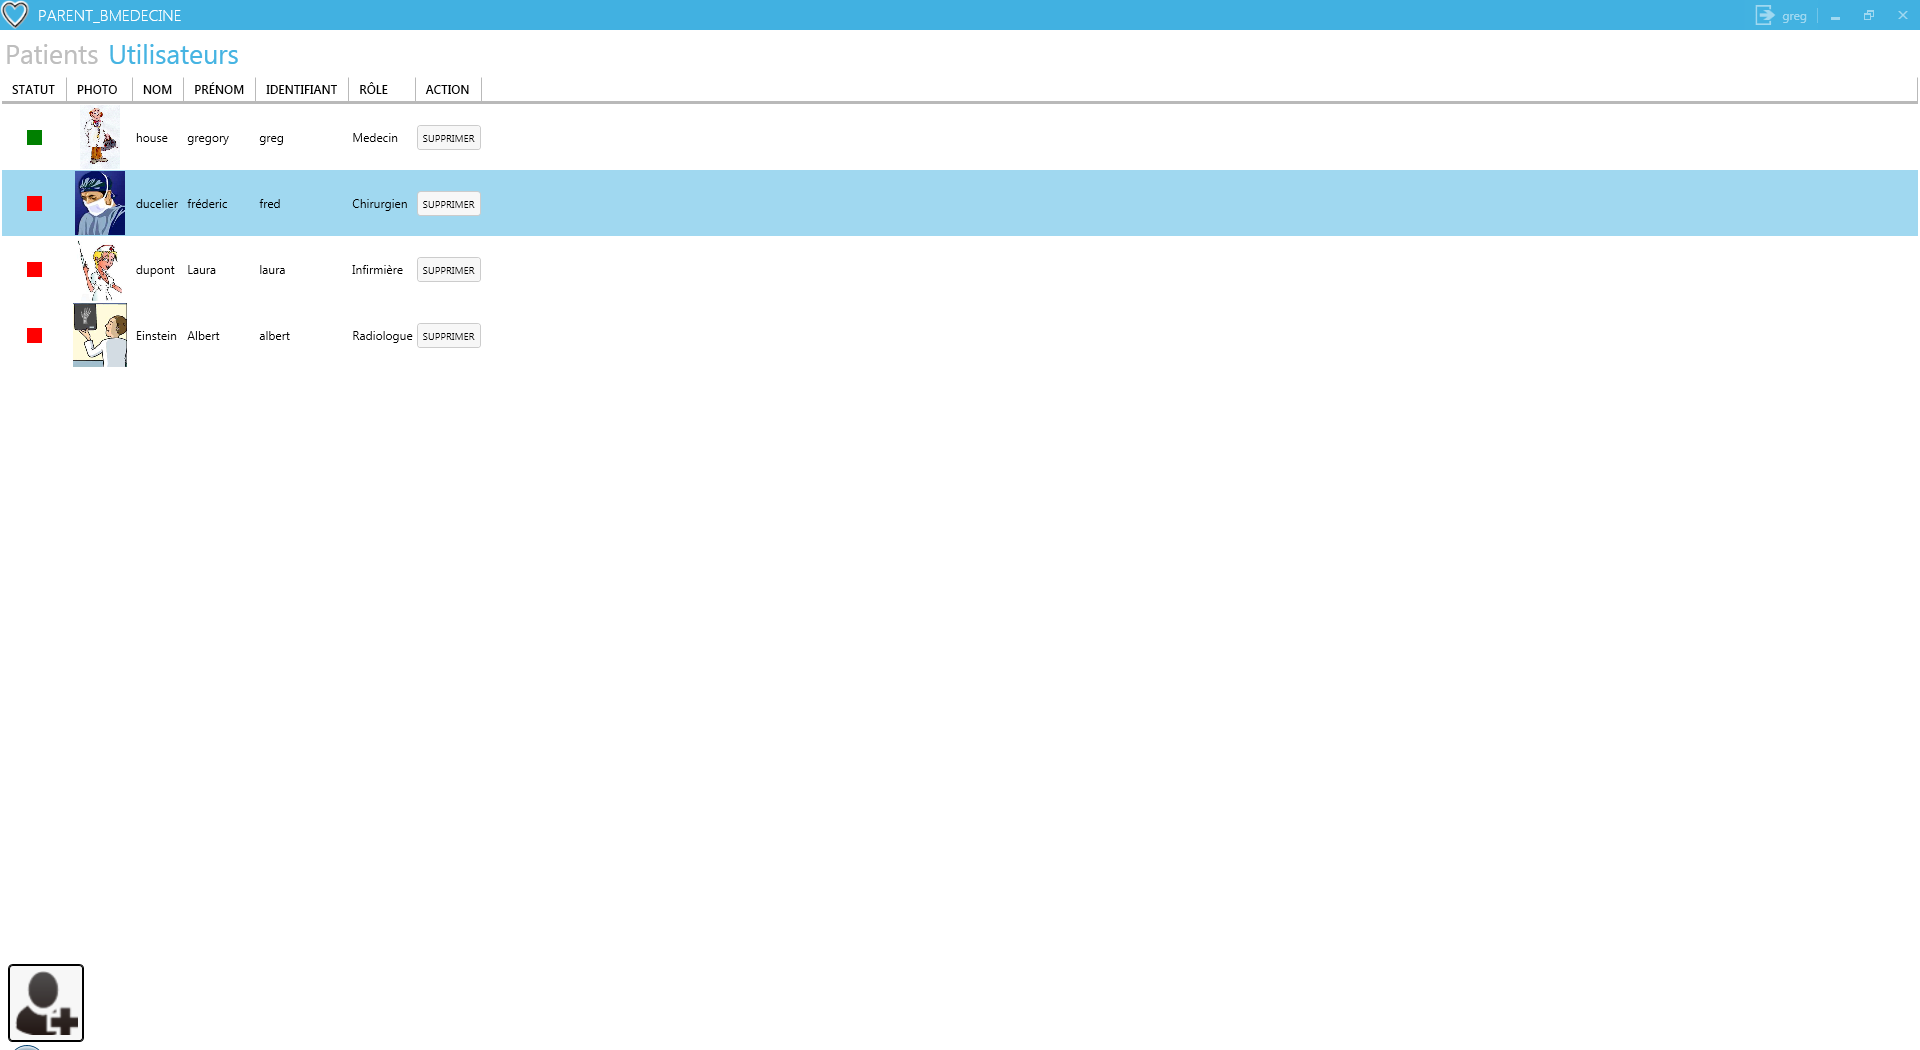 PARENT_BMEDECINE greg
Patients Utilisateurs
STATUT PHOTO NOM PRÉNOM IDENTIFIANT RÔLE ACTION
house gregory greg Medecin SUPPRIMER
ducelier fréderic fred Chirurgien SUPPRIMER
dupont Laura laura Infirmière SUPPRIMER
Einstein Albert albert Radiologue SUPPRIMER